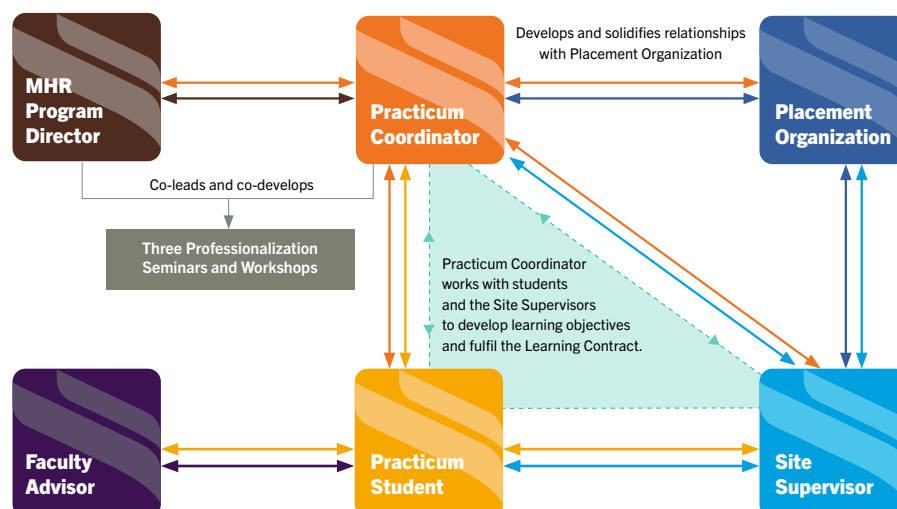 Develops and solidifies relationships
with Placement Organization
MHR
Program
Director
Practicum
Coordinator
Placement
Organization
Co-leads and co-develops
Three Professionalization
Seminars and Workshops
Practicum Coordinator
works with students
and the Site Supervisors
to develop learning objectives
and fulfil the Learning Contract.
Faculty
Advisor
Practicum
Student
Site
Supervisor